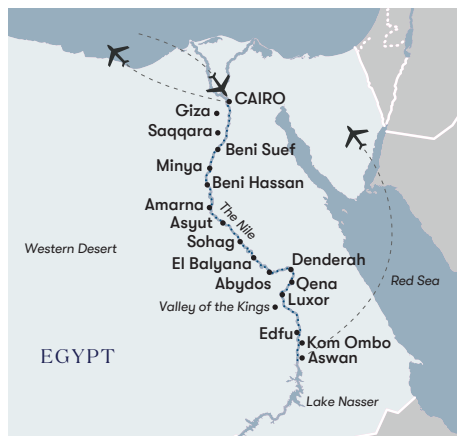 CAIRO
Giza
Saqqara
Beni Suef
Minya
Beni Hassan
Amarna
The Nile
Asyut
Sohag
Western Desert
El Balyana
Denderah
Abydos
Qena
Red Sea
Luxor
Valley of the Kings
Edfu
Kom Ombo
EGYPT
Aswan
Lake Nasser